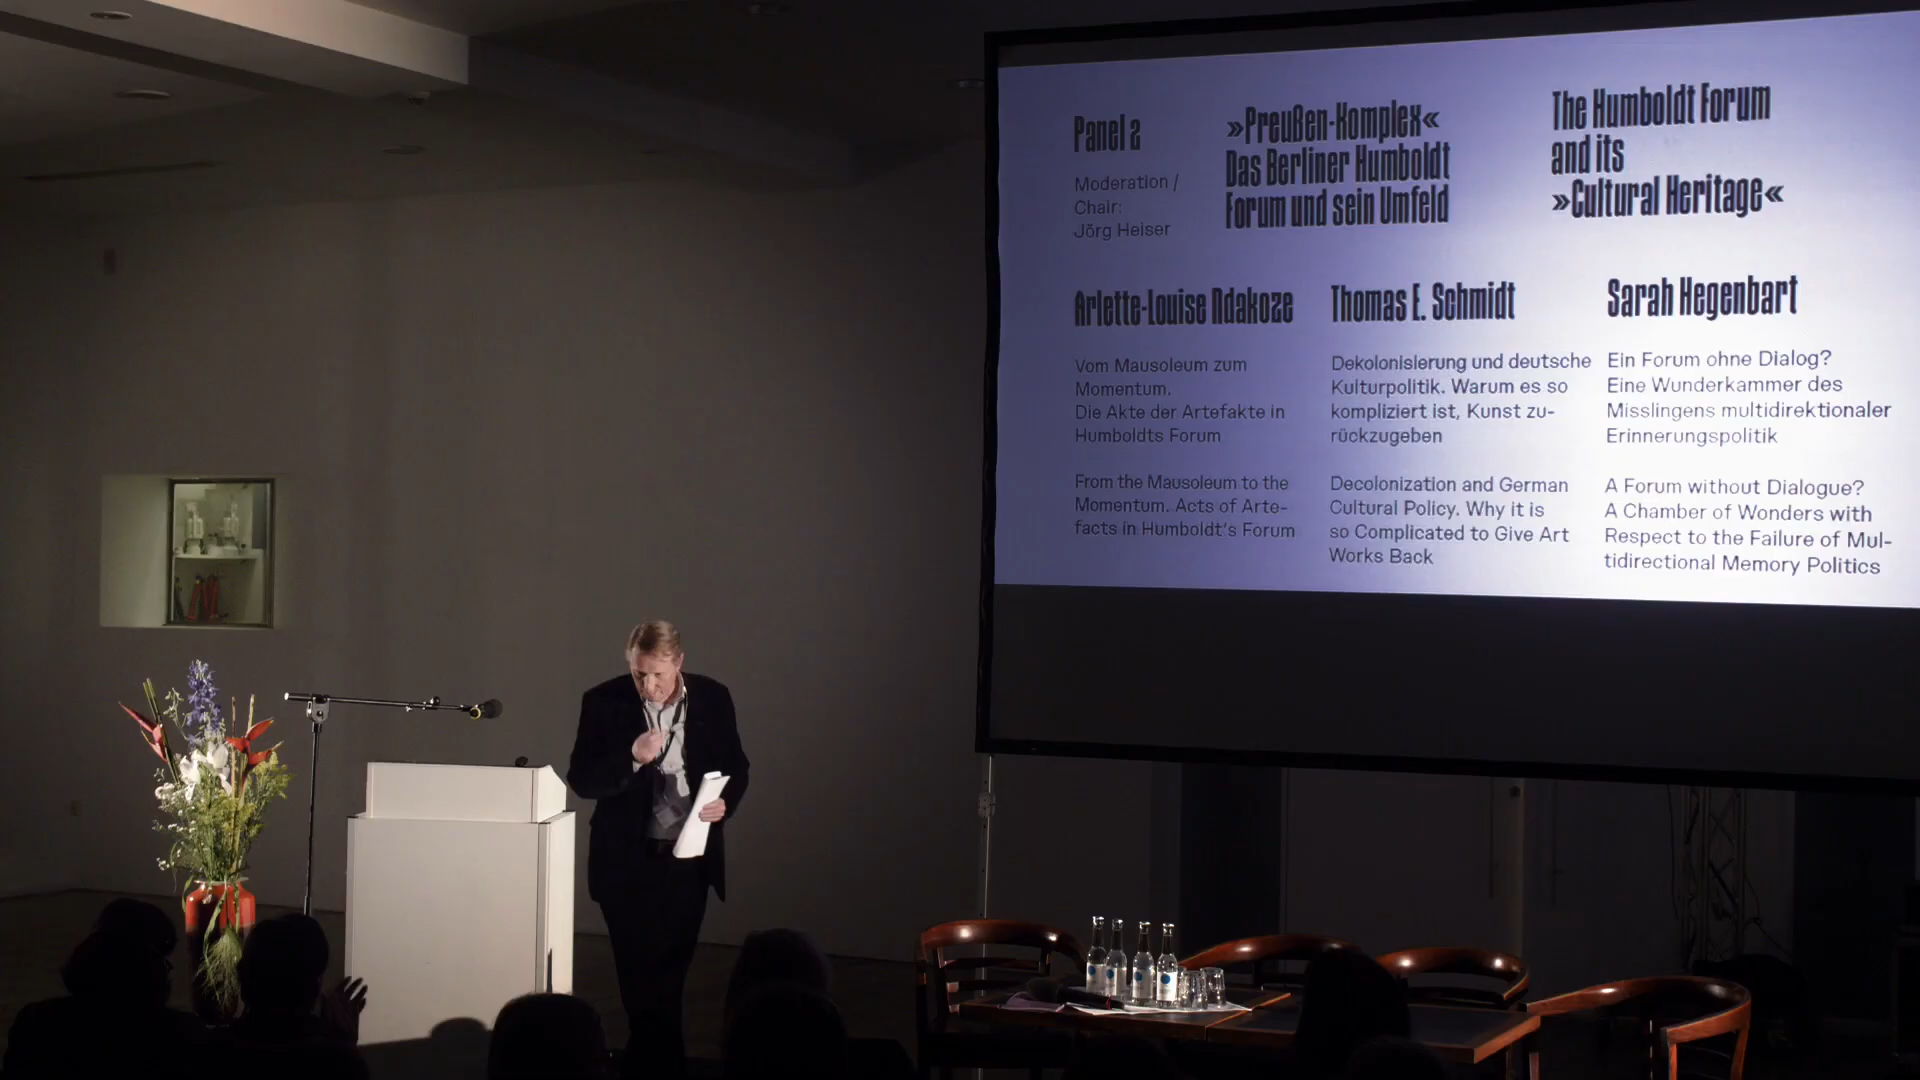 Panel 2
Moderation /
Chair:
Jörg Heiser
»Preußen-Komplex«
Das Berliner Humboldt
Forum und sein Umfeld
The Humboldt Forum
and its
»Cultural Heritage«
Arlette-Louise Ndakoze
Vom Mausoleum zum
Momentum.
Die Akte der Artefakte in
Humboldts Forum
From the Mausoleum to the
Momentum. Acts of Arte-
facts in Humboldt's Forum
Thomas E. Schmidt
Dekolonisierung und deutsche
Kulturpolitik. Warum es so
kompliziert ist, Kunst zu-
rückzugeben
Decolonization and German
Cultural Policy. Why it is
so Complicated to Give Art
Works Back
Sarah Hegenbart
Ein Forum ohne Dialog?
Eine Wunderkammer des
Misslingens multidirektionaler
Erinnerungspolitik
A Forum without Dialogue?
A Chamber of Wonders with
Respect to the Failure of Mul-
tidirectional Memory Politics